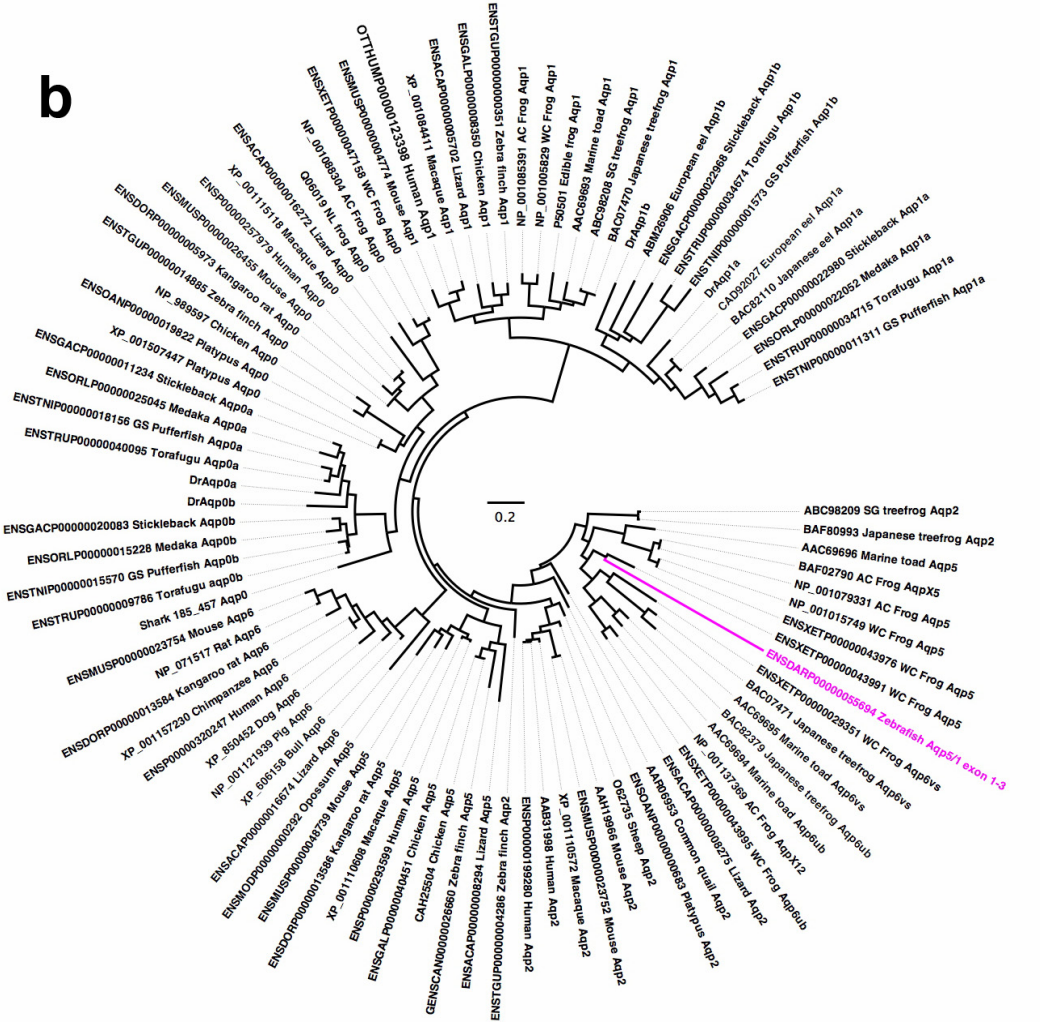 b
ENSTGUP00000000351 Zebra finch Aqp1
NP_001085391 AC Frog Aqp1
NP_001005829 WC Frog Aqp1
P50501 Edible frog Aqp1
AAC69693 Marine toad Aqp1
ABC98208 SG treefrog Aqp1
BAC07470 Japanese treefrog Aqp1
DrAqp1b
ABM26906 European eel Aqp1b
ENSGACP00000022968 Stickleback Aqp1b
ENSTRUP00000034674 Torafugu Aqp1b
ENSTNIP00000001573 GS Pufferfish Aqp1b
DrAqp1a
CAD92027 European eel Aqp1a
BAC82110 Japanese eel Aqp1a
ENSGACP00000022980 Stickleback Aqp1a
ENSORLP00000022052 Medaka Aqp1a
ENSTRUP00000034715 Torafugu Aqp1a
ENSTNIP00000011311 GS Pufferfish Aqp1a
0.2
ABC98209 SG treefrog Aqp2
BAF80993 Japanese treefrog Aqp2
AAC69696 Marine toad Aqp5
BAF02790 AC Frog AqpX5
NP_001079331 AC Frog Aqp5
NP_001015749 WC Frog Aqp5
ENSXETP00000043976 WC Frog Aqp5
ENSXETP00000043991 WC Frog Aqp5
ENSDARP00000055694 Zebrafish Aqp5/1 exon 1-3
ENSXETP00000029351 WC Frog Aqp6vs
BAC07471 Japanese treefrog Aqp6vs
AAC69695 Marine toad Aqp6vs
BAC82379 Japanese treefrog Aqp6ub
AAC69694 Marine toad Aqp6ub
NP_001137369 AC Frog AqpX12
ENSXETP00000043995 WC Frog Aqp6ub
ENSACAP00000008275 Lizard Aqp2
AAR06953 Common quail Aqp2
ENSOANP00000000683 Platypus Aqp2
O62735 Sheep Aqp2
AAH19966 Mouse Aqp2
ENSMUSP00000023752 Mouse Aqp2
XP_001110572 Macaque Aqp2
AAB31998 Human Aqp2
ENSP00000199280 Human Aqp2
ENSTGUP00000004286 Zebra finch Aqp2
ENSACAP00000008294 Lizard Aqp5
GENSCAN00000026660 Zebra finch Aqp5
CAH25504 Chicken Aqp5
ENSGALP00000040451 Chicken Aqp5
ENSP00000293599 Human Aqp5
XP_001110608 Macaque Aqp5
ENSDORP00000013586 Kangaroo rat Aqp5
ENSMUSP00000048739 Mouse Aqp5
ENSMODP00000000292 Opossum Aqp5
ENSACAP00000016674 Lizard Aqp6
XP_606158 Bull Aqp6
NP_001121939 Pig Aqp6
XP_850452 Dog Aqp6
ENSP00000320247 Human Aqp6
XP_001157230 Chimpanzee Aqp6
ENSDORP00000013584 Kangaroo rat Aqp6
NP_071517 Rat Aqp6
ENSMUSP00000023754 Mouse Aqp6
Shark 185_457 Aqp0
ENSTRUP00000009786 Torafugu aqp0b
ENSTNIP00000015570 GS Pufferfish Aqp0b
ENSORLP00000015228 Medaka Aqp0b
ENSGACP00000020083 Stickleback Aqp0b
DrAqp0b
DrAqp0a
ENSTRUP00000040095 Torafugu Aqp0a
ENSTNIP00000018156 GS Pufferfish Aqp0a
ENSORLP00000025045 Medaka Aqp0a
ENSGACP00000011234 Stickleback Aqp0a
XP_001507447 Platypus Aqp0
ENSOANP00000019822 Platypus Aqp0
NP_989597 Chicken Aqp0
ENSTGUP00000014885 Zebra finch Aqp0
ENSDORP00000005973 Kangaroo rat Aqp0
ENSMUSP00000026455 Mouse Aqp0
ENSP00000257979 Human Aqp0
XP_001115118 Macaque Aqp0
ENSACAP00000016272 Lizard Aqp0
Q06019 NL frog Aqp0
NP_001088304 AC Frog Aqp0
ENSXETP00000047158 WC Frog Aqp0
ENSMUSP00000004774 Mouse Aqp1
OTTHUMP00000123398 Human Aqp1
XP_001084411 Macaque Aqp1
ENSACAP00000005702 Lizard Aqp1
ENSGALP00000008350 Chicken Aqp1